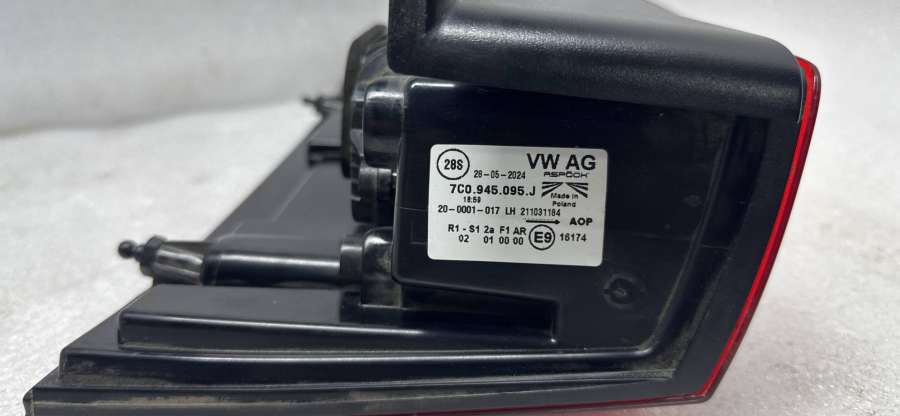 28S
VW AG
28-05-2024
ASPÖCK
7C0.945.095.J
18:59
Made in
Poland
20-0001-017 LH 211031184
AOP
R1 - S1 2a F1 AR
02 01 00 00
E9
16174